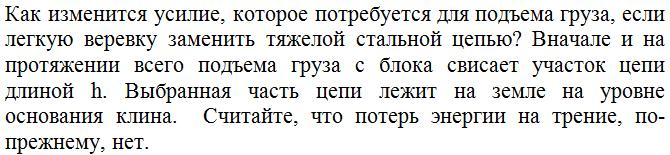 Как изменится усилие, которое потребуется для подъема груза, если
легкую веревку заменить тяжелой стальной цепью? Вначале и на
протяжении всего подъема груза с блока свисает участок цепи
длиной h. Выбранная часть цепи лежит на земле на уровне
основания клина. Считайте, что потерь энергии на трение, по-
прежнему, нет.